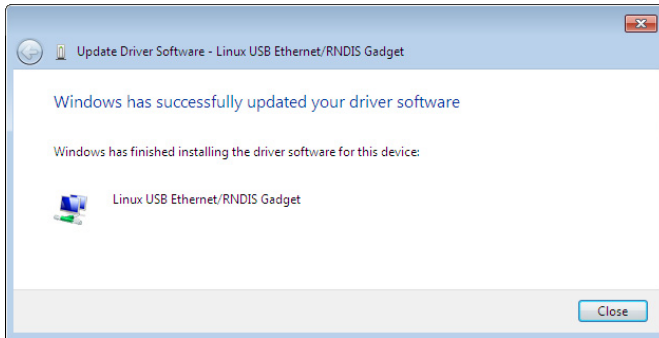 Update Driver Software - Linux USB Ethernet/RNDIS Gadget
Windows has successfully updated your driver software
Windows has finished installing the driver software for this device:
Linux USB Ethernet/RNDIS Gadget
Close